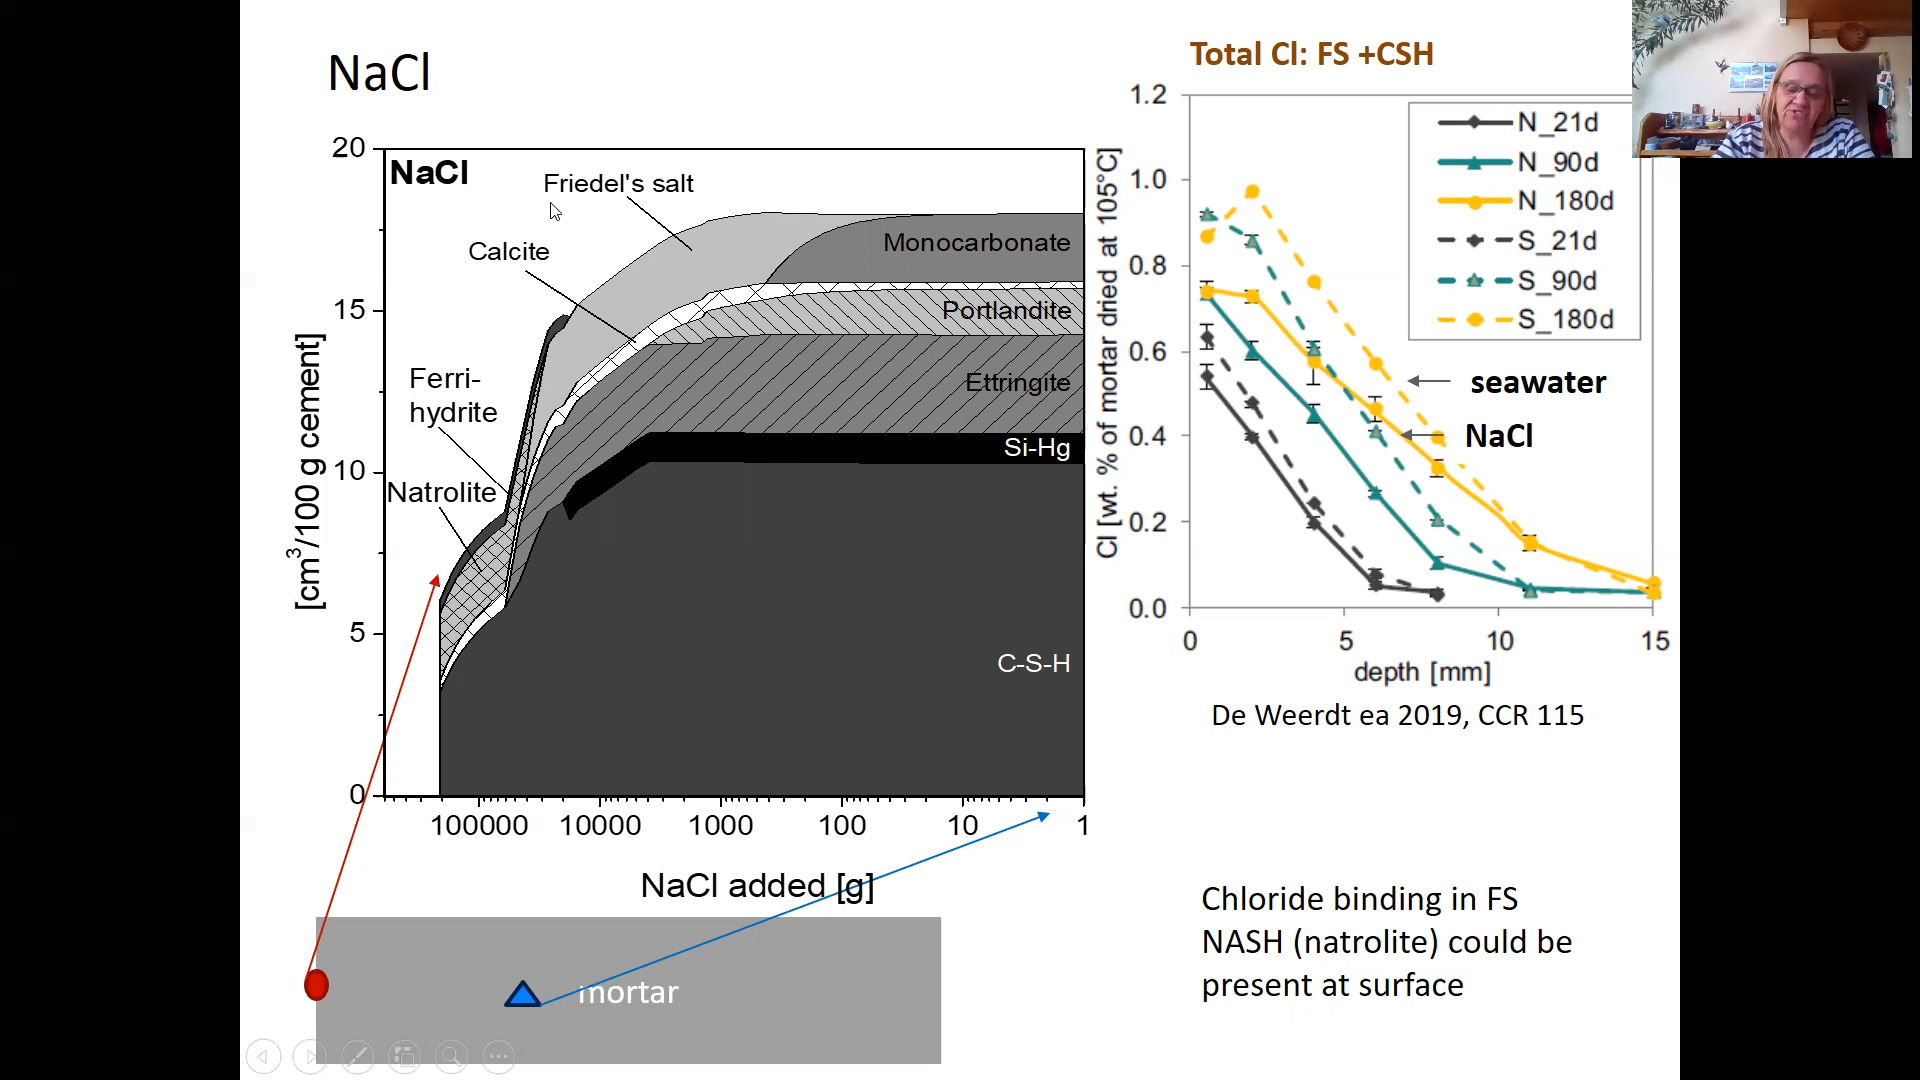 NaCl
20
15
10
5
0
[cm³/100 g cement]
NaCl
Friedel's salt
Calcite
Ferri-
hydrite
Natrolite
Monocarbonate
Portlandite
Ettringite
Si-Hg
C-S-H
100000 10000 1000 100 10 1
NaCl added [g]
mortar
Total Cl: FS +CSH
1.2
1.0
0.8
0.6
0.4
0.2
0.0
Cl [wt. % of mortar dried at 105°C]
N_21d
N_90d
N_180d
S_21d
S_90d
S_180d
seawater
NaCl
0 5 10 15
depth [mm]
De Weerdt ea 2019, CCR 115
Chloride binding in FS
NASH (natrolite) could be
present at surface